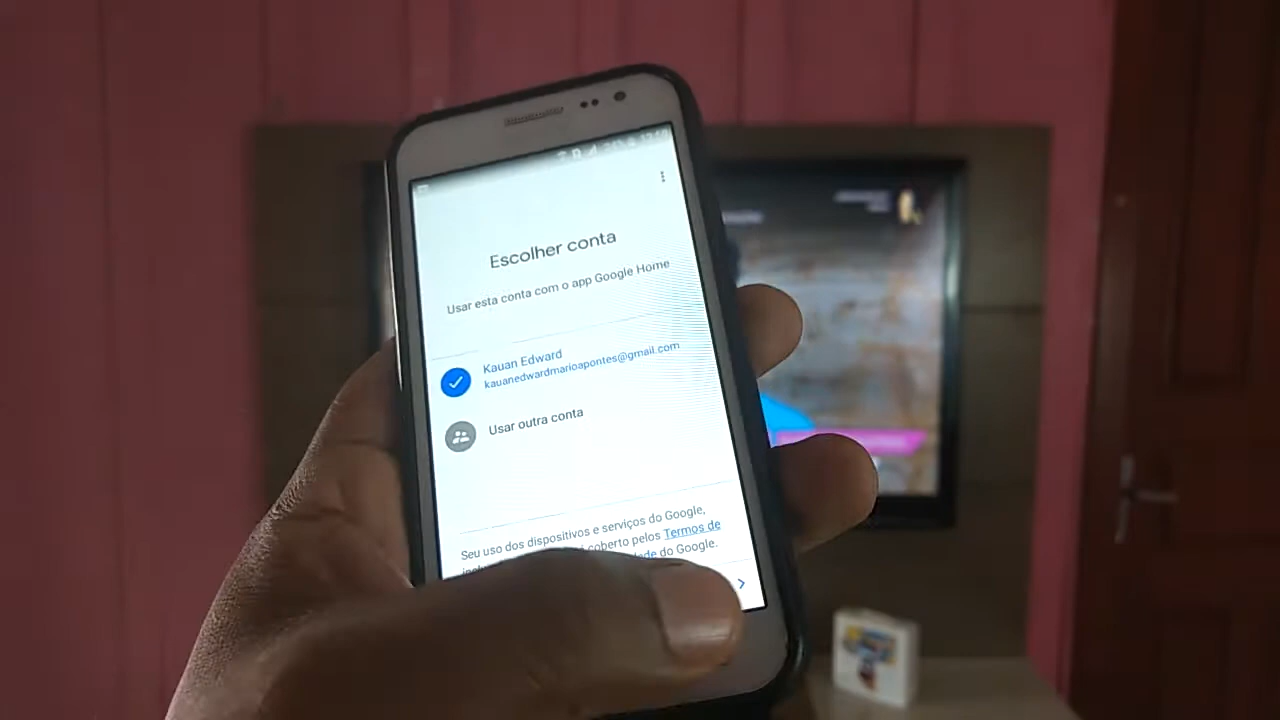 Escolher conta
Usar esta conta com o app Google Home
Kauan Edward
kauanedwardmarioapontes@gmail.com
Usar outra conta
Seu uso dos dispositivos e serviços do Google,
coberto pelos Termos de
do Google.